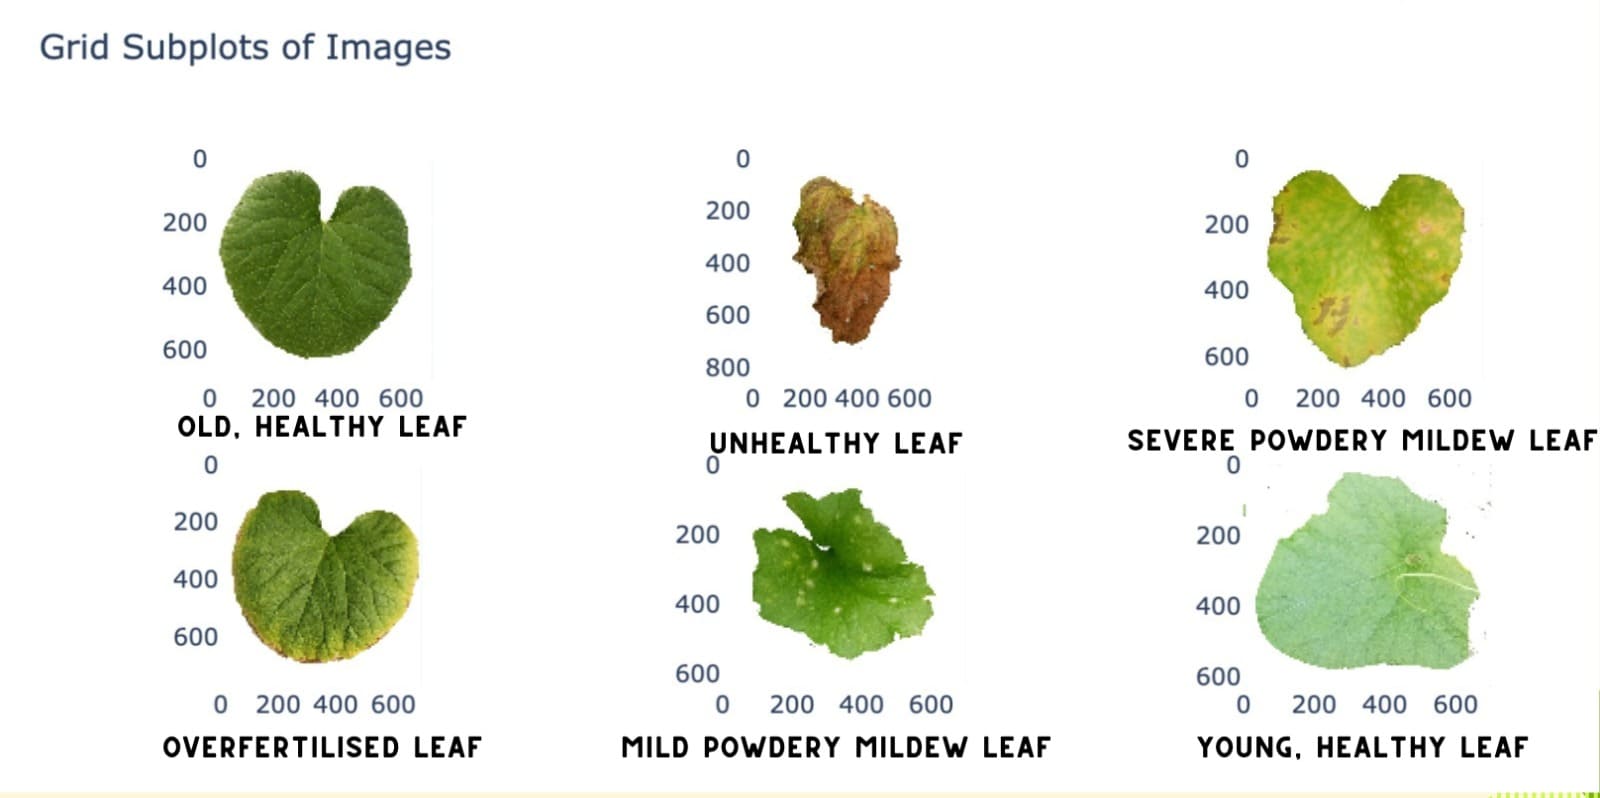 Grid Subplots of Images
0
200
400
600
0 200 400 600
OLD, HEALTHY LEAF
0
200
400
600
800
0 200 400 600
UNHEALTHY LEAF
0
200
400
600
0 200 400 600
SEVERE POWDERY MILDEW LEAF
0
200
400
600
0 200 400 600
OVERFERTILISED LEAF
0
200
400
600
0 200 400 600
MILD POWDERY MILDEW LEAF
0
200
400
600
0 200 400 600
YOUNG, HEALTHY LEAF